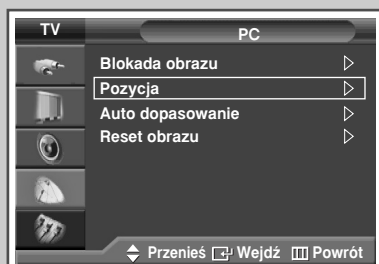 TV
PC
Blokada obrazu
Pozycja
Auto dopasowanie
Reset obrazu
Przenieś Wejdź Powrót